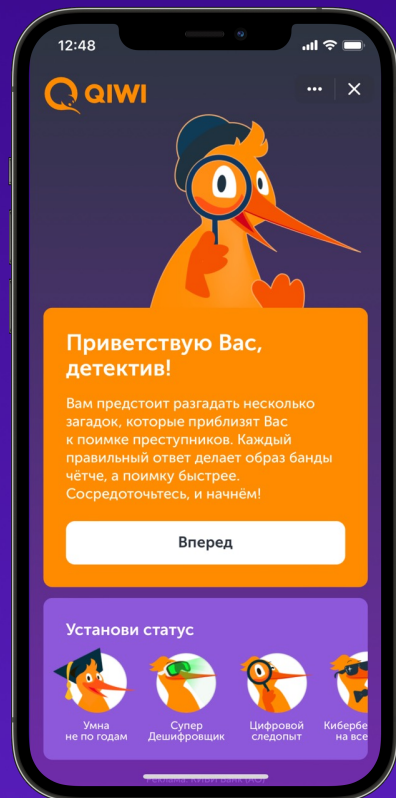 12:48
QIWI
Приветствую Вас,
детектив!
Вам предстоит разгадать несколько
загадок, которые приблизят Вас
к поимке преступников. Каждый
правильный ответ делает образ банды
чётче, а поимку быстрее.
Сосредоточьтесь, и начнём!
Вперед
Установи статус
Умна
не по годам
Супер
Дешифровщик
Цифровой
следопыт
на все